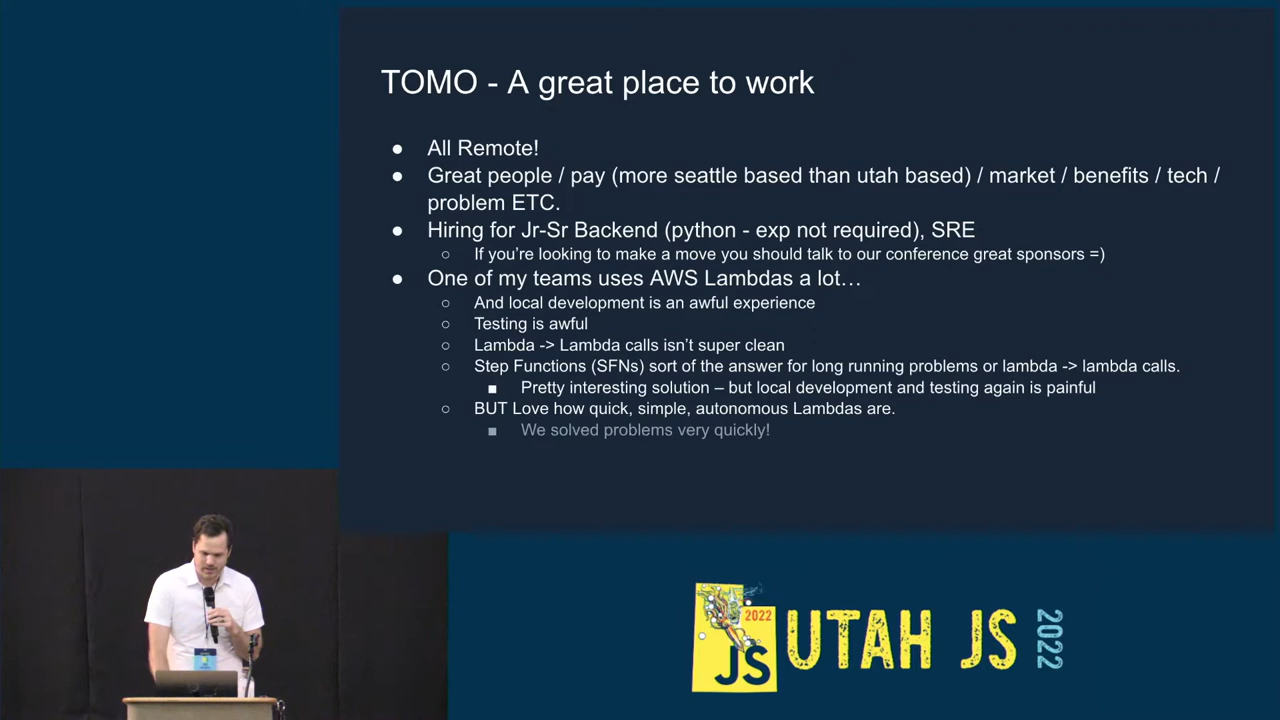 TOMO - A great place to work
● All Remote!
● Great people / pay (more seattle based than utah based) / market / benefits / tech /
problem ETC.
● Hiring for Jr-Sr Backend (python - exp not required), SRE
○ If you’re looking to make a move you should talk to our conference great sponsors =)
● One of my teams uses AWS Lambdas a lot…
○ And local development is an awful experience
○ Testing is awful
○ Lambda -> Lambda calls isn’t super clean
○ Step Functions (SFNs) sort of the answer for long running problems or lambda -> lambda calls.
■ Pretty interesting solution – but local development and testing again is painful
○ BUT Love how quick, simple, autonomous Lambdas are.
■ We solved problems very quickly!
2022
JS
UTAH JS
2022